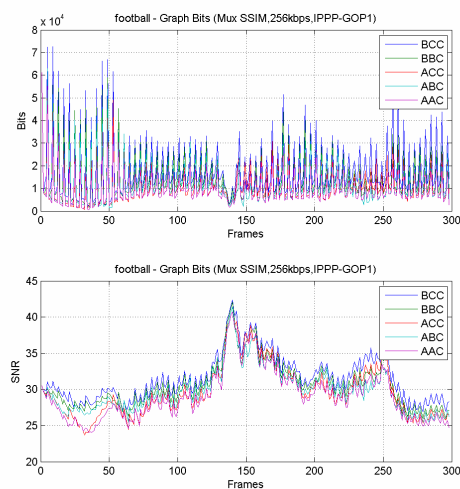 football - Graph Bits (Mux SSIM,256kbps,IPPP-GOP1)
x 10^4
8
7
6
5
4
3
2
1
0
Bits
BCC
BBC
ACC
ABC
AAC
0 50 100 150 200 250 300
Frames
football - Graph Bits (Mux SSIM,256kbps,IPPP-GOP1)
45
40
35
30
25
20
SNR
BCC
BBC
ACC
ABC
AAC
0 50 100 150 200 250 300
Frames